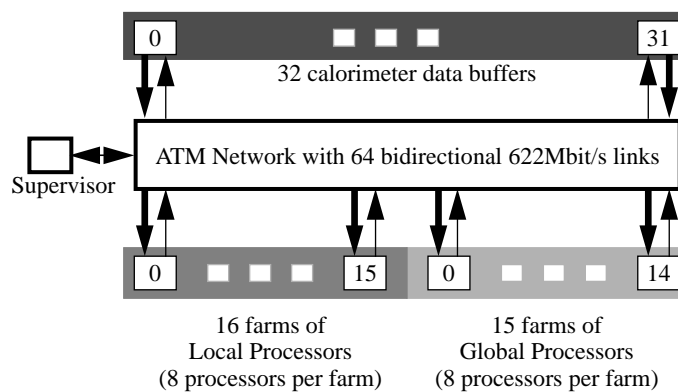 0 31
32 calorimeter data buffers
ATM Network with 64 bidirectional 622Mbit/s links
Supervisor
0 15 0 14
16 farms of
Local Processors
(8 processors per farm)
15 farms of
Global Processors
(8 processors per farm)